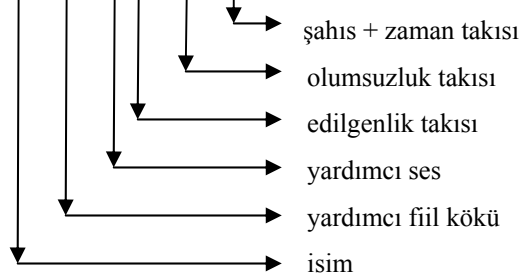 şahıs + zaman takısı
olumsuzluk takısı
edilgenlik takısı
yardımcı ses
yardımcı fiil kökü
isim